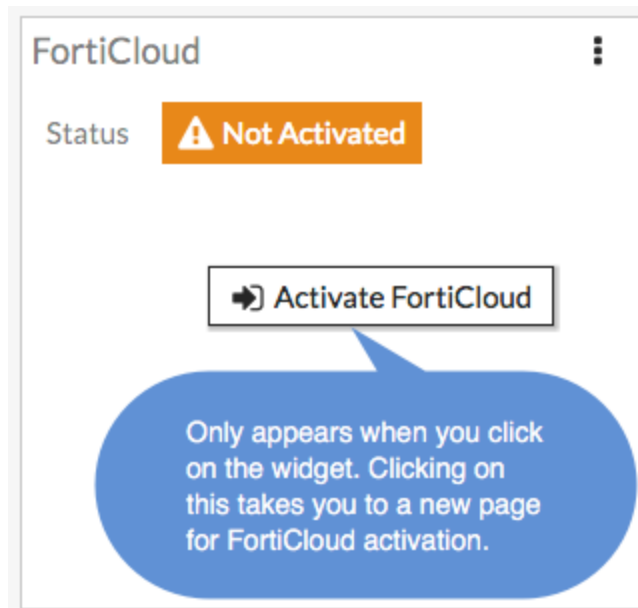 FortiCloud
Status Not Activated
Activate FortiCloud
Only appears when you click
on the widget. Clicking on
this takes you to a new page
for FortiCloud activation.